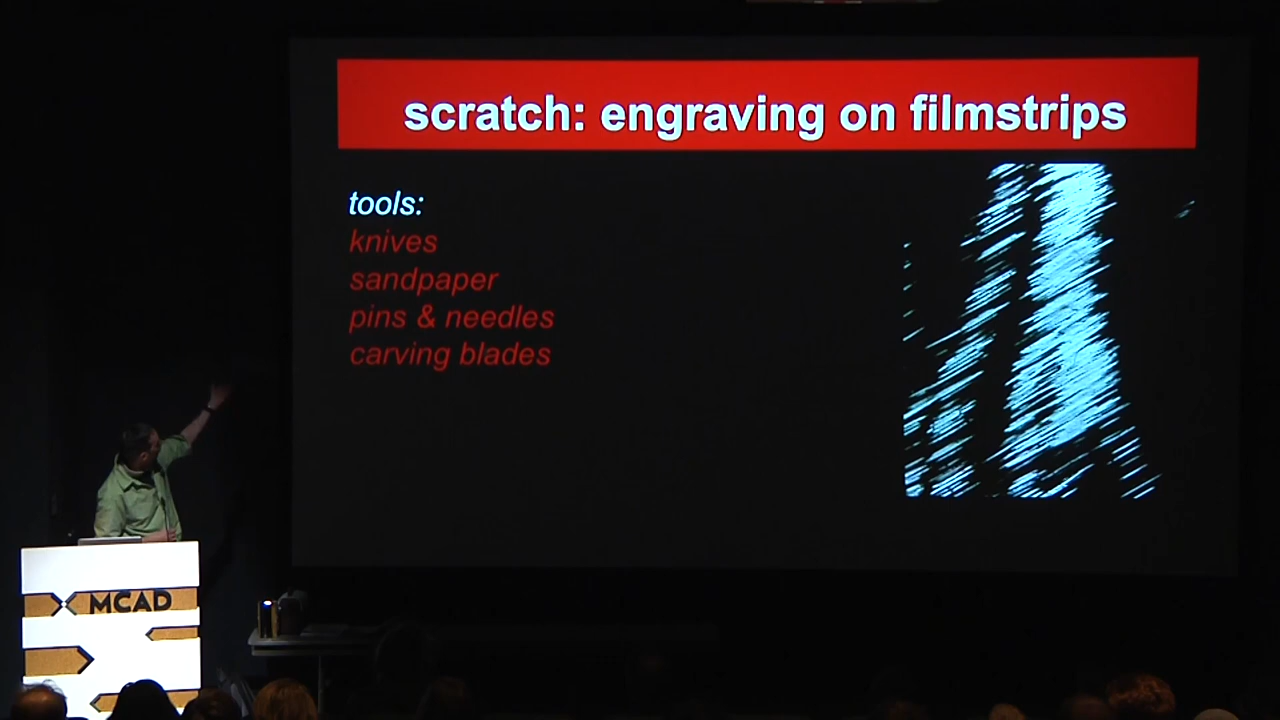 scratch: engraving on filmstrips
tools:
knives
sandpaper
pins & needles
carving blades
MCAD